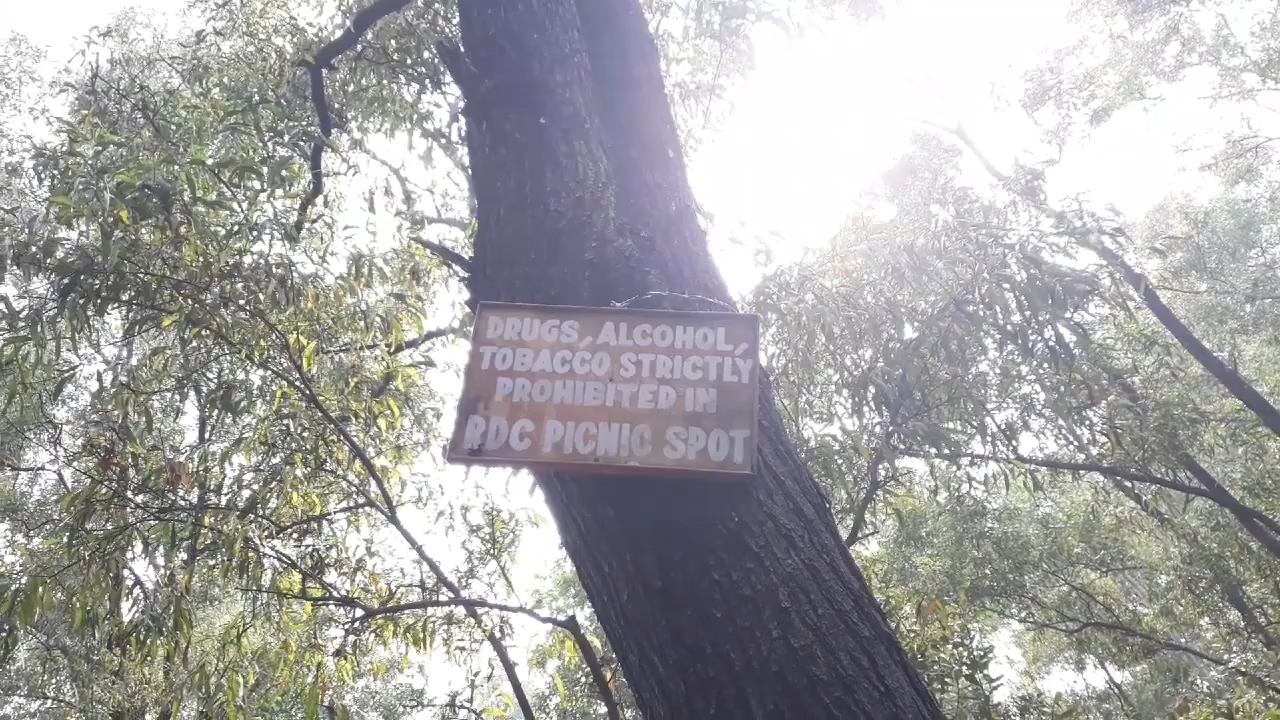 DRUGS, ALCOHOL,
TOBACCO STRICTLY
PROHIBITED IN
RDC PICNIC SPOT